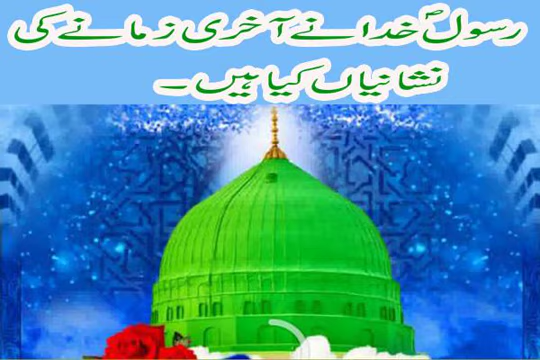 رسولؐ خدا نے آخری زمانے کی
نشانیاں کیا ہیں ۔